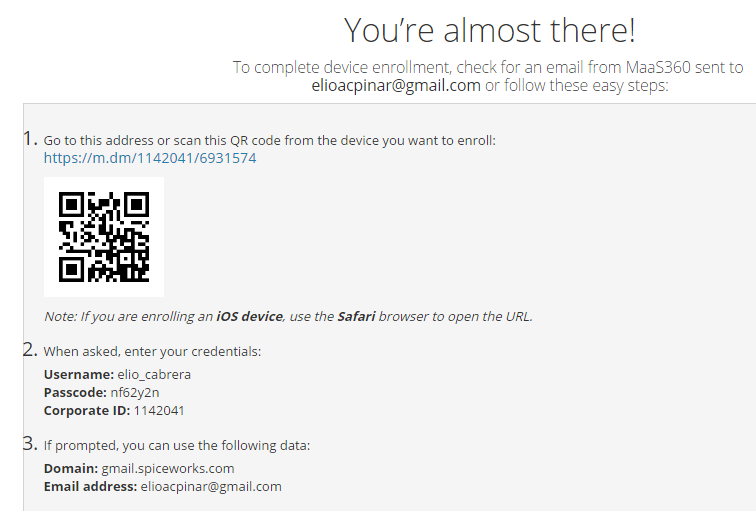 You’re almost there!
To complete device enrollment, check for an email from MaaS360 sent to
elioacpinar@gmail.com or follow these easy steps:
1. Go to this address or scan this QR code from the device you want to enroll:
https://m.dm/1142041/6931574
Note: If you are enrolling an iOS device, use the Safari browser to open the URL.
2. When asked, enter your credentials:
Username: elio_cabrera
Passcode: nf62y2n
Corporate ID: 1142041
3. If prompted, you can use the following data:
Domain: gmail.spiceworks.com
Email address: elioacpinar@gmail.com